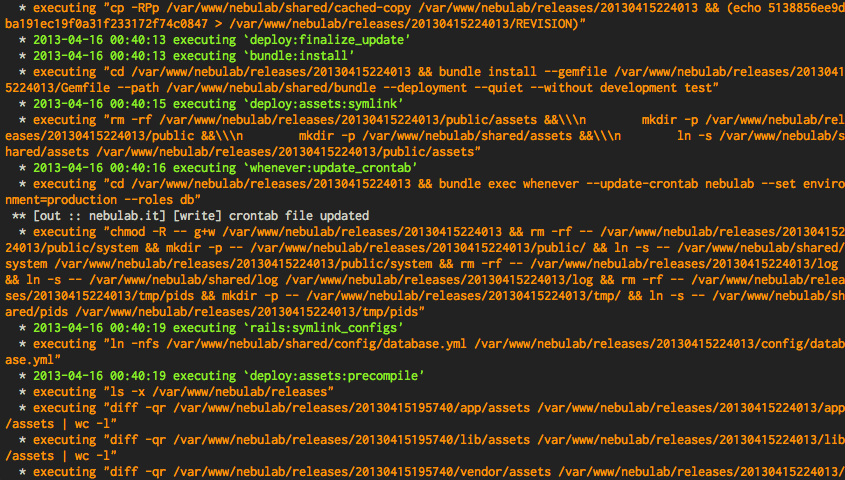 * executing "cp -RPp /var/www/nebulab/shared/cached-copy /var/www/nebulab/releases/20130415224013 && (echo 5138856ee9d
ba191ec19f0a31f233172f74c0847 > /var/www/nebulab/releases/20130415224013/REVISION)"
* 2013-04-16 00:40:13 executing `deploy:finalize_update'
* 2013-04-16 00:40:13 executing `bundle:install'
* executing "cd /var/www/nebulab/releases/20130415224013 && bundle install --gemfile /var/www/nebulab/releases/2013041
5224013/Gemfile --path /var/www/nebulab/shared/bundle --deployment --quiet --without development test"
* 2013-04-16 00:40:15 executing `deploy:assets:symlink'
* executing "rm -rf /var/www/nebulab/releases/20130415224013/public/assets &&\\\n      mkdir -p /var/www/nebulab/rel
eases/20130415224013/public &&\\\n      mkdir -p /var/www/nebulab/shared/assets &&\\\n      ln -s /var/www/nebulab/s
hared/assets /var/www/nebulab/releases/20130415224013/public/assets"
* 2013-04-16 00:40:16 executing `whenever:update_crontab'
* executing "cd /var/www/nebulab/releases/20130415224013 && bundle exec whenever --update-crontab nebulab --set enviro
nment=production --roles db"
** [out :: nebulab.it] [write] crontab file updated
* executing "chmod -R -- g+w /var/www/nebulab/releases/20130415224013 && rm -rf -- /var/www/nebulab/releases/201304152
24013/public/system && mkdir -p -- /var/www/nebulab/releases/20130415224013/public/ && ln -s -- /var/www/nebulab/shared/
system /var/www/nebulab/releases/20130415224013/public/system && rm -rf -- /var/www/nebulab/releases/20130415224013/log
&& ln -s -- /var/www/nebulab/shared/log /var/www/nebulab/releases/20130415224013/log && rm -rf -- /var/www/nebulab/relea
ses/20130415224013/tmp/pids && mkdir -p -- /var/www/nebulab/releases/20130415224013/tmp/ && ln -s -- /var/www/nebulab/sh
ared/pids /var/www/nebulab/releases/20130415224013/tmp/pids"
* 2013-04-16 00:40:19 executing `rails:symlink_configs'
* executing "ln -nfs /var/www/nebulab/shared/config/database.yml /var/www/nebulab/releases/20130415224013/config/datab
ase.yml"
* 2013-04-16 00:40:19 executing `deploy:assets:precompile'
* executing "ls -x /var/www/nebulab/releases"
* executing "diff -qr /var/www/nebulab/releases/20130415195740/app/assets /var/www/nebulab/releases/20130415224013/app
/assets | wc -l"
* executing "diff -qr /var/www/nebulab/releases/20130415195740/lib/assets /var/www/nebulab/releases/20130415224013/lib
/assets | wc -l"
* executing "diff -qr /var/www/nebulab/releases/20130415195740/vendor/assets /var/www/nebulab/releases/20130415224013/